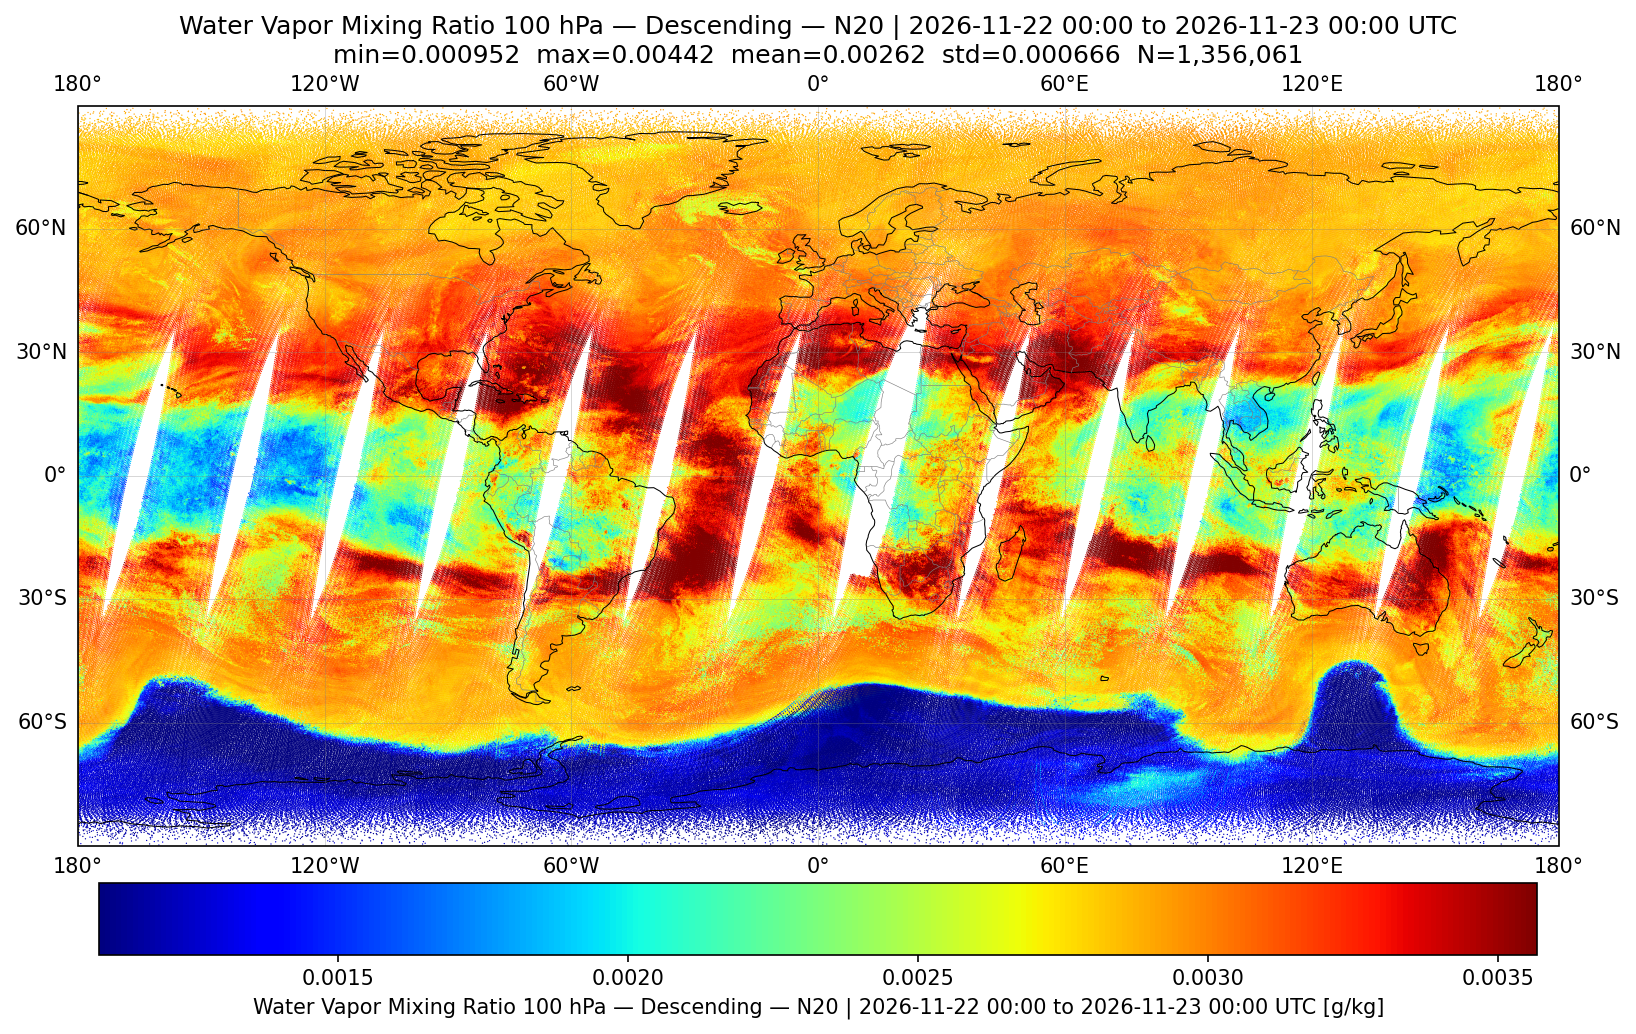 Water Vapor Mixing Ratio 100 hPa — Descending — N20 | 2026-11-22 00:00 to 2026-11-23 00:00 UTC
min=0.000952 max=0.00442 mean=0.00262 std=0.000666 N=1,356,061
180° 120°W 60°W 0° 60°E 120°E 180°
60°N 60°N
30°N 30°N
0° 0°
30°S 30°S
60°S 60°S
180° 120°W 60°W 0° 60°E 120°E 180°
0.0015 0.0020 0.0025 0.0030 0.0035
Water Vapor Mixing Ratio 100 hPa — Descending — N20 | 2026-11-22 00:00 to 2026-11-23 00:00 UTC [g/kg]